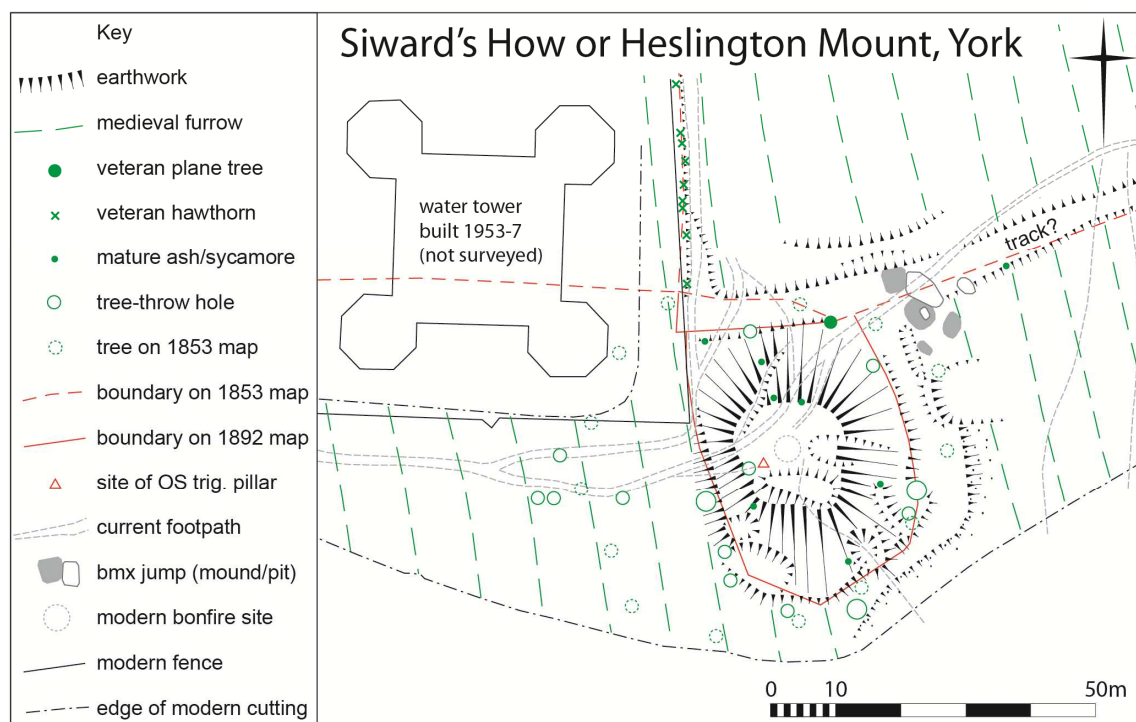 Siward's How or Heslington Mount, York
Key
earthwork
medieval furrow
veteran plane tree
veteran hawthorn
mature ash/sycamore
tree-throw hole
tree on 1853 map
boundary on 1853 map
boundary on 1892 map
site of OS trig. pillar
current footpath
bmx jump (mound/pit)
modern bonfire site
modern fence
edge of modern cutting
water tower
built 1953-7
(not surveyed)
track?
0 10 50m